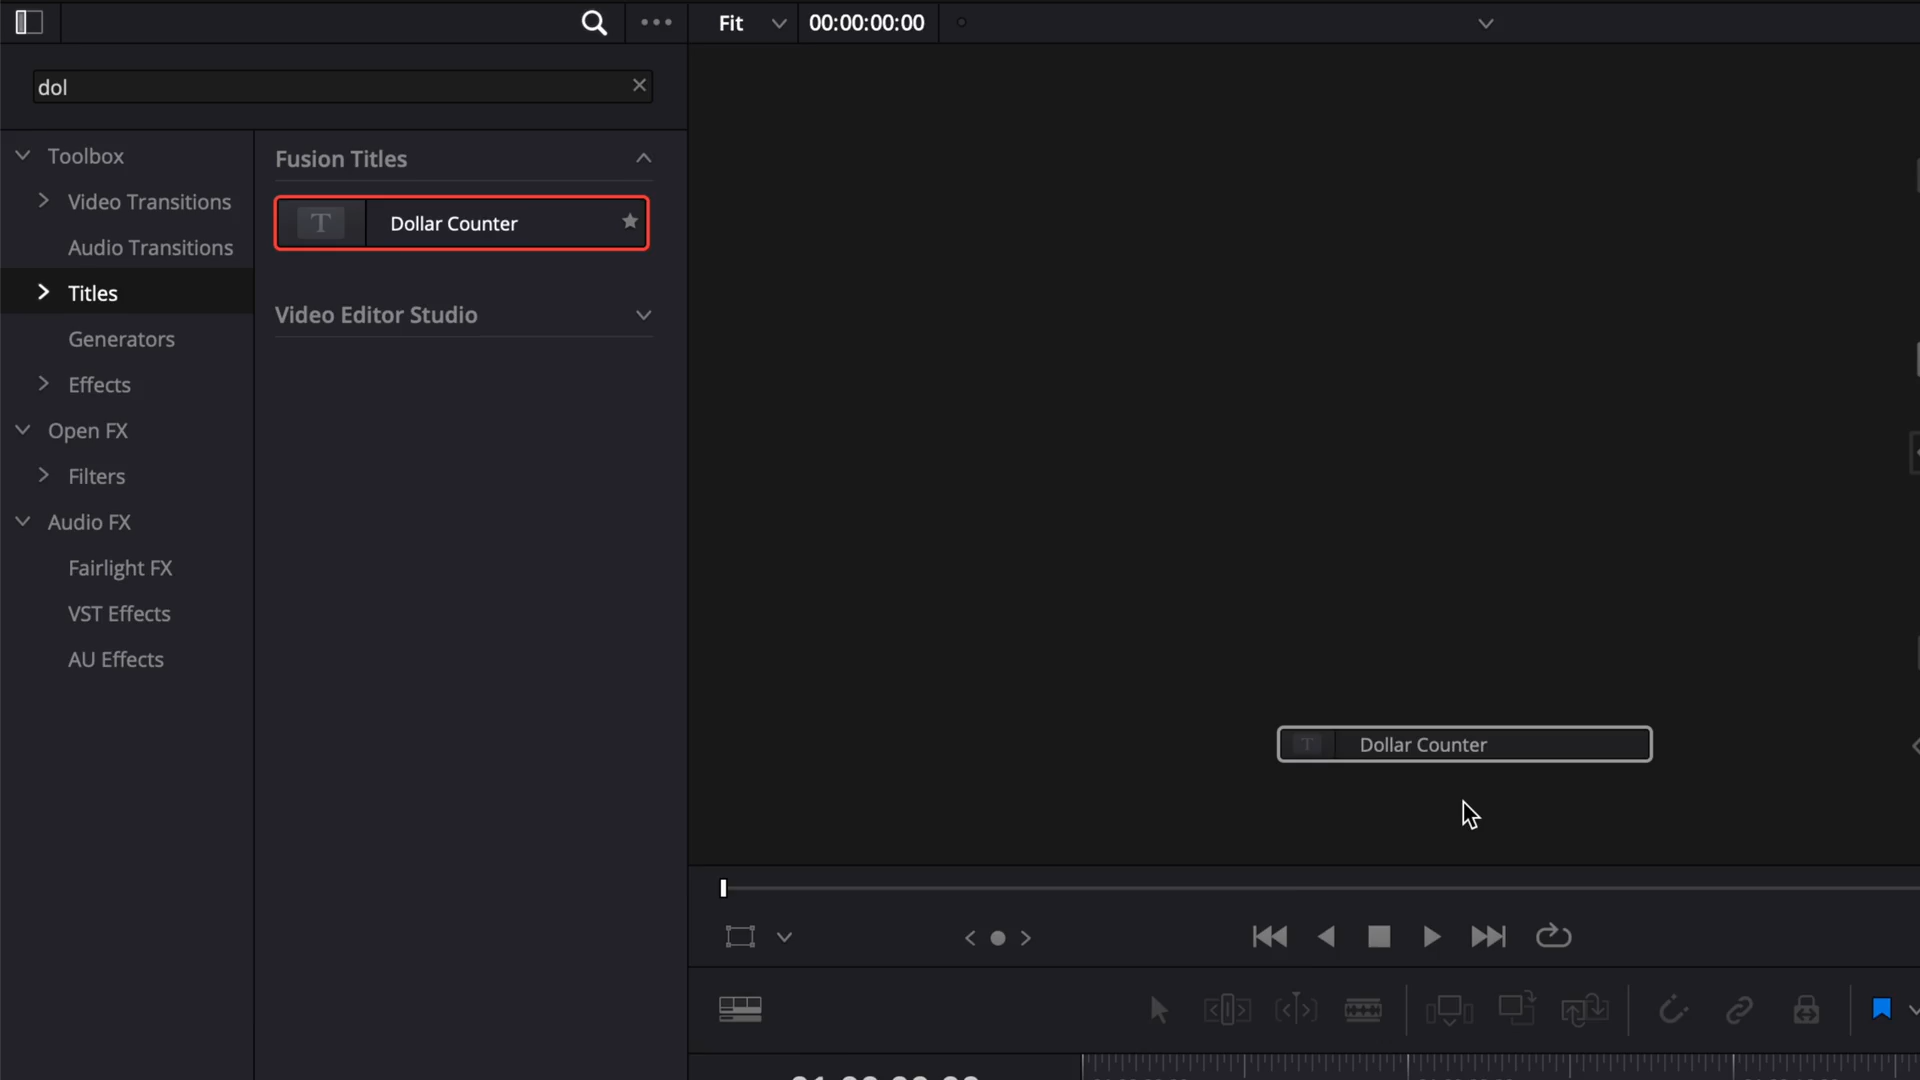 Fit
00:00:00:00
dol
Toolbox
Video Transitions
Audio Transitions
Titles
Generators
Effects
Open FX
Filters
Audio FX
Fairlight FX
VST Effects
AU Effects
Fusion Titles
T Dollar Counter
Video Editor Studio
T Dollar Counter